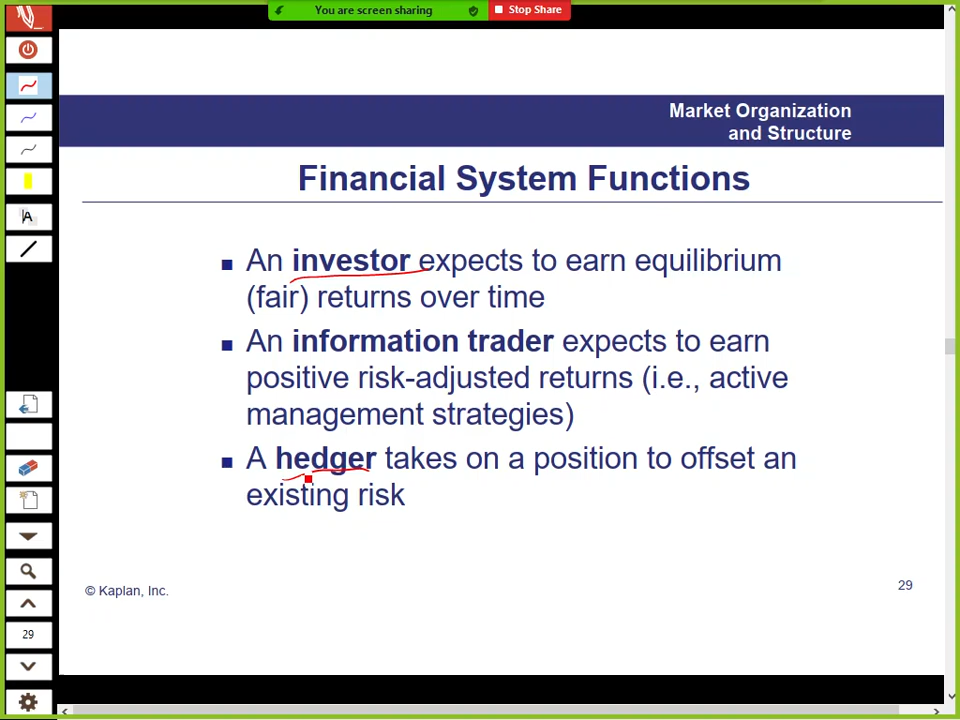 You are screen sharing
Stop Share
Market Organization
and Structure
Financial System Functions
■ An investor expects to earn equilibrium
(fair) returns over time
■ An information trader expects to earn
positive risk-adjusted returns (i.e., active
management strategies)
■ A hedger takes on a position to offset an
existing risk
© Kaplan, Inc.
29
A
29